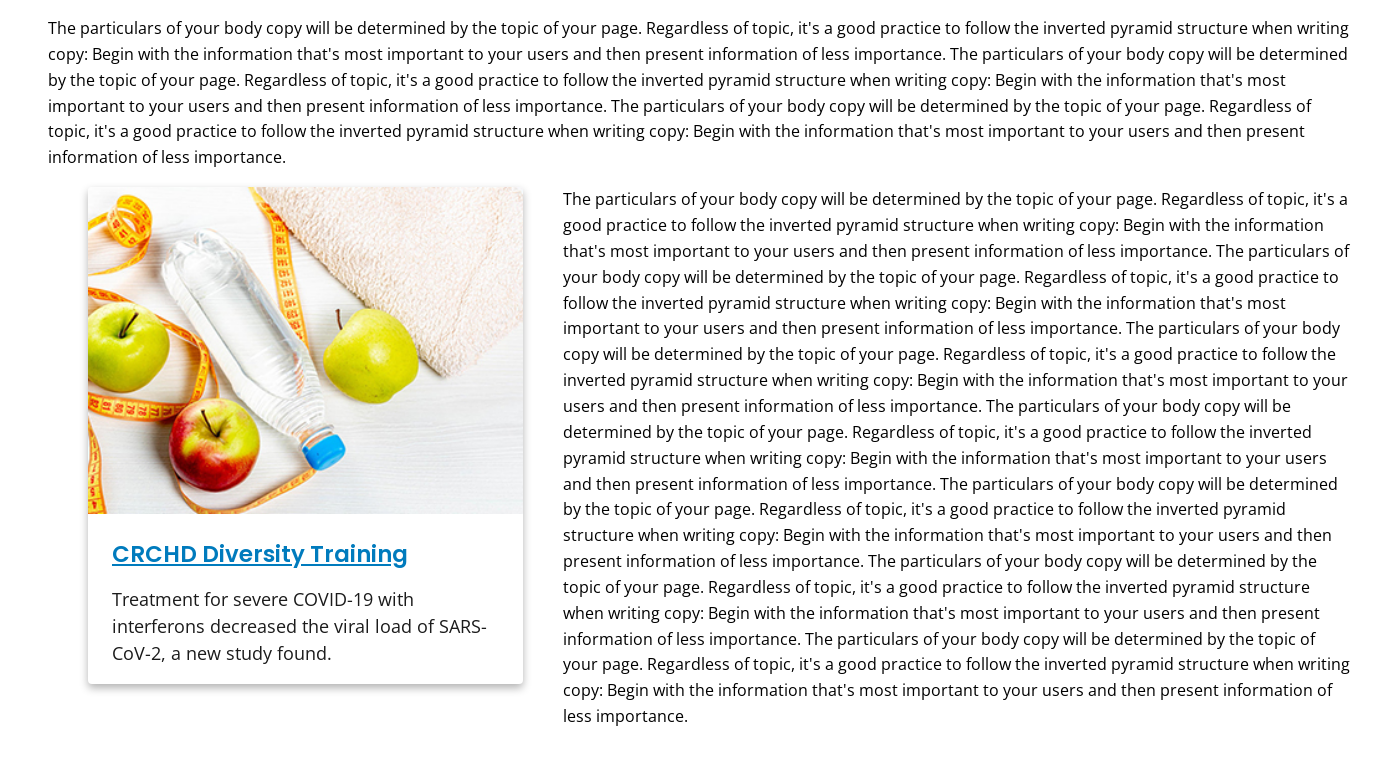 The particulars of your body copy will be determined by the topic of your page. Regardless of topic, it's a good practice to follow the inverted pyramid structure when writing
copy: Begin with the information that's most important to your users and then present information of less importance. The particulars of your body copy will be determined
by the topic of your page. Regardless of topic, it's a good practice to follow the inverted pyramid structure when writing copy: Begin with the information that's most
important to your users and then present information of less importance. The particulars of your body copy will be determined by the topic of your page. Regardless of
topic, it's a good practice to follow the inverted pyramid structure when writing copy: Begin with the information that's most important to your users and then present
information of less importance.
CRCHD Diversity Training
Treatment for severe COVID-19 with
interferons decreased the viral load of SARS-
CoV-2, a new study found.
The particulars of your body copy will be determined by the topic of your page. Regardless of topic, it's a
good practice to follow the inverted pyramid structure when writing copy: Begin with the information
that's most important to your users and then present information of less importance. The particulars of
your body copy will be determined by the topic of your page. Regardless of topic, it's a good practice to
follow the inverted pyramid structure when writing copy: Begin with the information that's most
important to your users and then present information of less importance. The particulars of your body
copy will be determined by the topic of your page. Regardless of topic, it's a good practice to follow the
inverted pyramid structure when writing copy: Begin with the information that's most important to your
users and then present information of less importance. The particulars of your body copy will be
determined by the topic of your page. Regardless of topic, it's a good practice to follow the inverted
pyramid structure when writing copy: Begin with the information that's most important to your users
and then present information of less importance. The particulars of your body copy will be determined
by the topic of your page. Regardless of topic, it's a good practice to follow the inverted pyramid
structure when writing copy: Begin with the information that's most important to your users and then
present information of less importance. The particulars of your body copy will be determined by the
topic of your page. Regardless of topic, it's a good practice to follow the inverted pyramid structure
when writing copy: Begin with the information that's most important to your users and then present
information of less importance. The particulars of your body copy will be determined by the topic of
your page. Regardless of topic, it's a good practice to follow the inverted pyramid structure when writing
copy: Begin with the information that's most important to your users and then present information of
less importance.